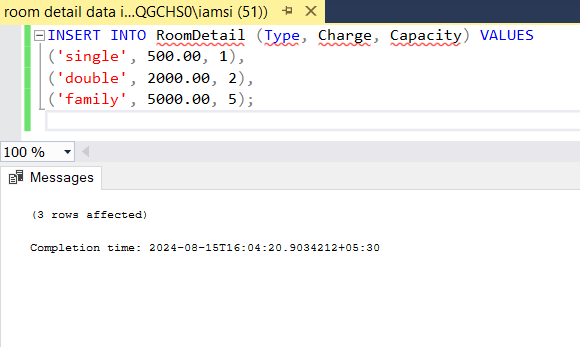 room detail data i...QGCHS0\iamsi (51))
INSERT INTO RoomDetail (Type, Charge, Capacity) VALUES
('single', 500.00, 1),
('double', 2000.00, 2),
('family', 5000.00, 5);
100 %
Messages
(3 rows affected)
Completion time: 2024-08-15T16:04:20.9034212+05:30